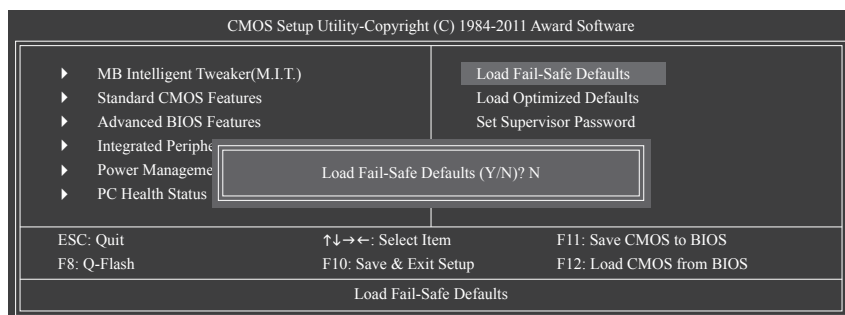 CMOS Setup Utility-Copyright (C) 1984-2011 Award Software
MB Intelligent Tweaker(M.I.T.)
Standard CMOS Features
Advanced BIOS Features
Integrated
Power
PC Health Status
Load Fail-Safe Defaults
Load Optimized Defaults
Set Supervisor Password
Load Fail-Safe Defaults (Y/N)? N
ESC: Quit ↑↓→←: Select Item F11: Save CMOS to BIOS
F8: Q-Flash F10: Save & Exit Setup F12: Load CMOS from BIOS
Load Fail-Safe Defaults